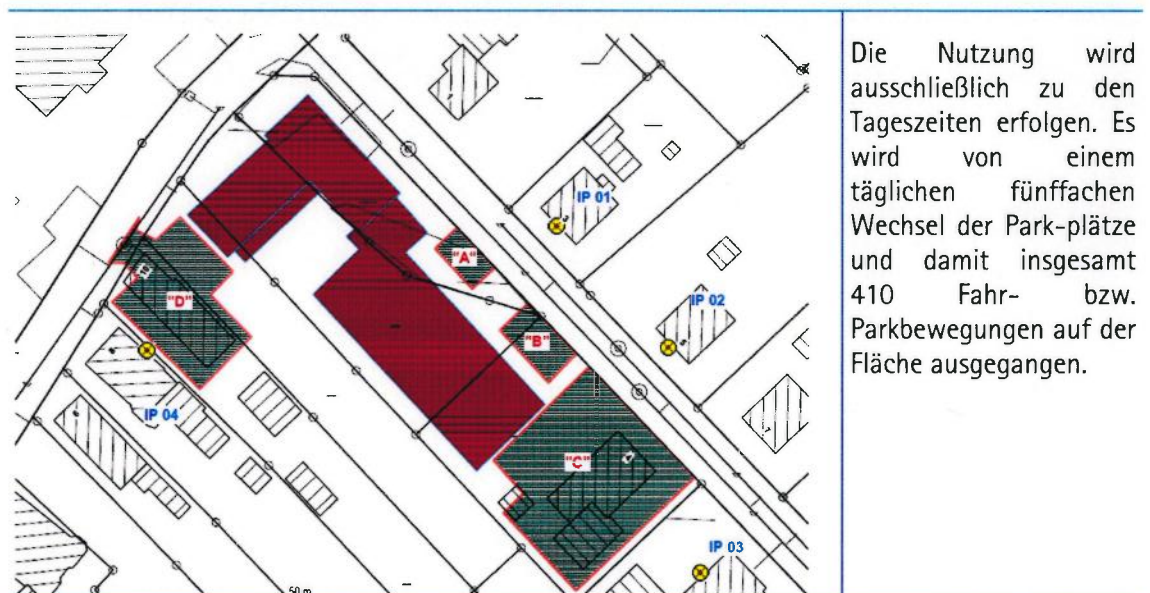 Die Nutzung wird
ausschließlich zu den
Tageszeiten erfolgen. Es
wird von einem
täglichen fünffachen
Wechsel der Park-plätze
und damit insgesamt
410 Fahr- bzw.
Parkbewegungen auf der
Fläche ausgegangen.
IP 01
"A"
IP 02
"D"
"B"
IP 04
"C"
IP 03
50 m